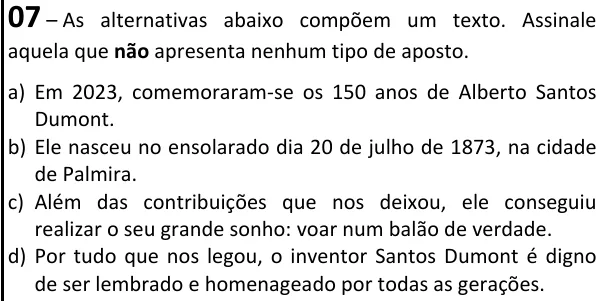 07 – As alternativas abaixo compõem um texto. Assinale
aquela que não apresenta nenhum tipo de aposto.
a) Em 2023, comemoraram-se os 150 anos de Alberto Santos
Dumont.
b) Ele nasceu no ensolarado dia 20 de julho de 1873, na cidade
de Palmira.
c) Além das contribuições que nos deixou, ele conseguiu
realizar o seu grande sonho: voar num balão de verdade.
d) Por tudo que nos legou, o inventor Santos Dumont é digno
de ser lembrado e homenageado por todas as gerações.